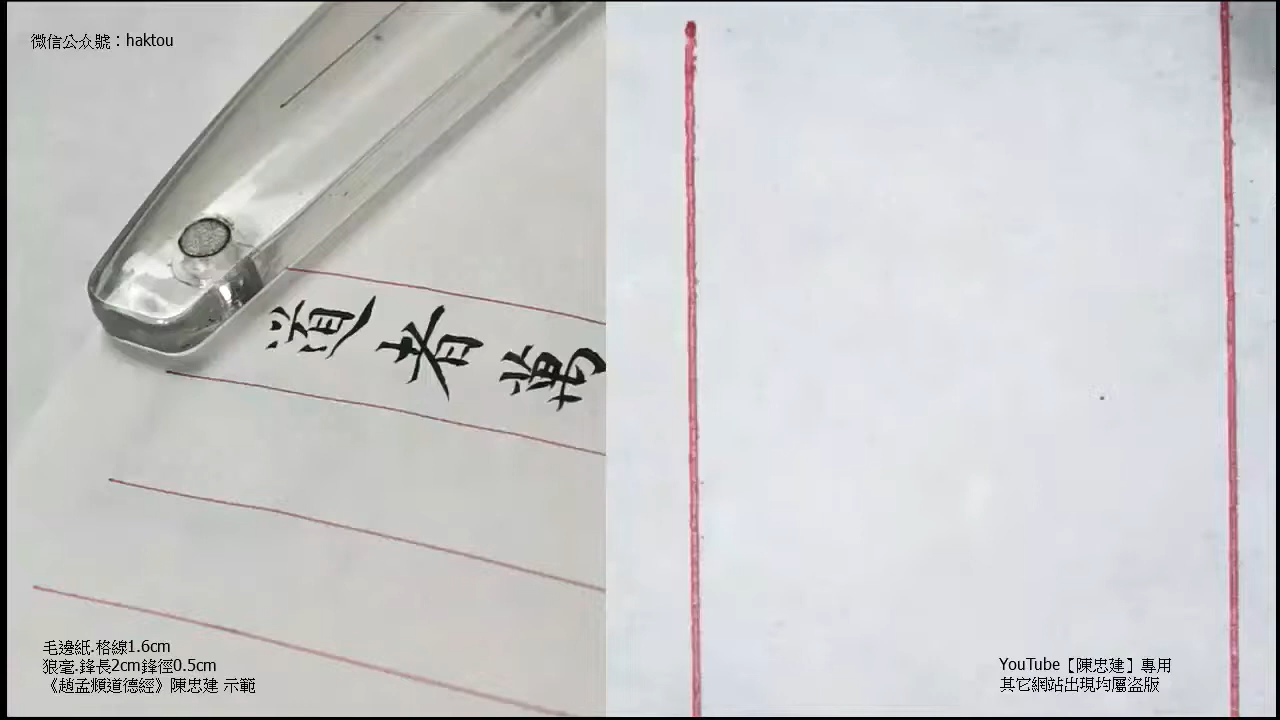 微信公众號：haktou
道者萬
毛邊紙.格線1.6cm
狼毫.鋒長2cm鋒徑0.5cm
《趙孟頫道德經》陳忠建 示範
YouTube［陳忠建］專用
其它網站出現均屬盜版